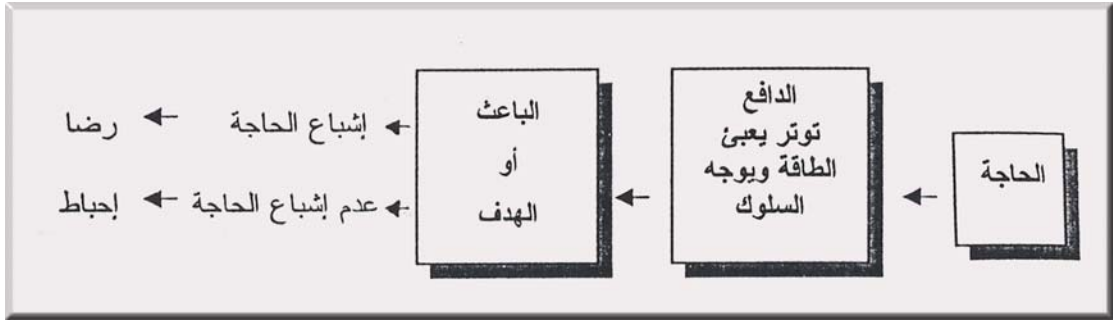 الحاجة
الدافع
توتر يعبئ
الطاقة ويوجه
السلوك
الباعث
أو
الهدف
إشباع الحاجة
رضا
عدم إشباع الحاجة
إحباط